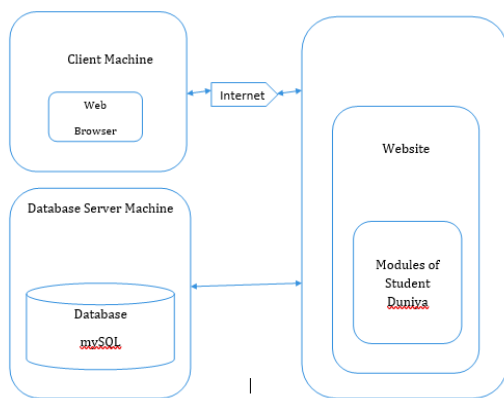 Client Machine
Web
Browser
Internet
Database Server Machine
Database
mySQL
Website
Modules of
Student
Duniya